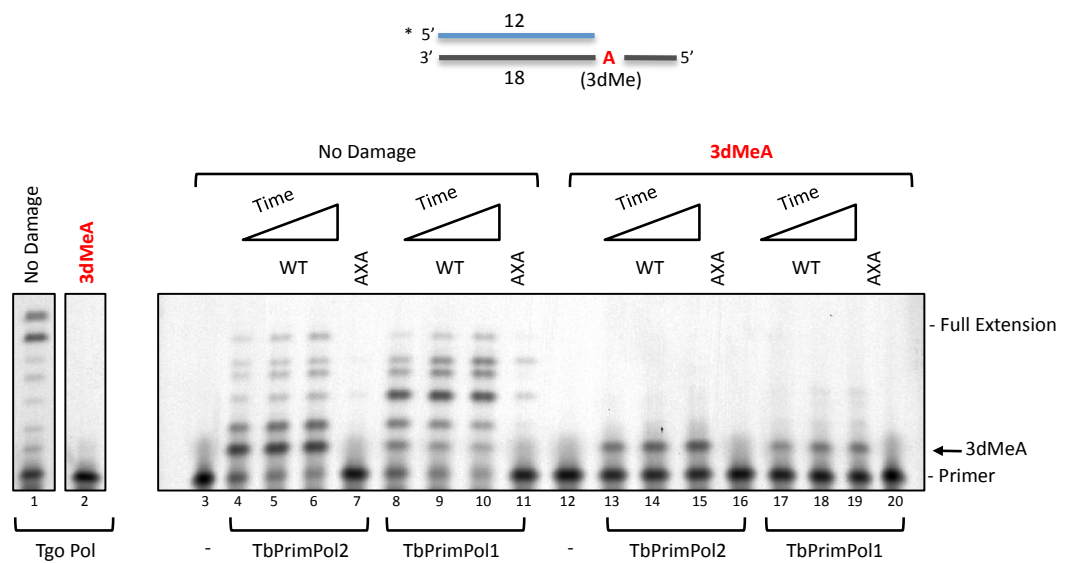 12
* 5’
3’ A 5’
18 (3dMe)
No Damage 3dMeA
No Damage
3dMeA
Time Time Time Time
WT AXA WT AXA WT AXA WT AXA
- Full Extension
3dMeA
- Primer
1 2 3 4 5 6 7 8 9 10 11 12 13 14 15 16 17 18 19 20
Tgo Pol - TbPrimPol2 TbPrimPol1 - TbPrimPol2 TbPrimPol1